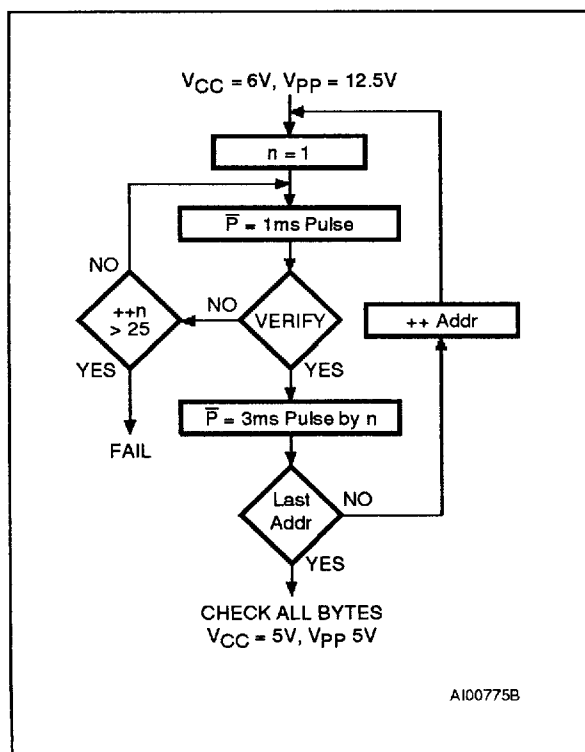 VCC = 6V, VPP = 12.5V
n = 1
P̅ = 1ms Pulse
NO
++n
> 25
NO
VERIFY
++ Addr
YES
YES
P̅ = 3ms Pulse by n
FAIL
Last
Addr
NO
YES
CHECK ALL BYTES
VCC = 5V, VPP 5V
AI00775B